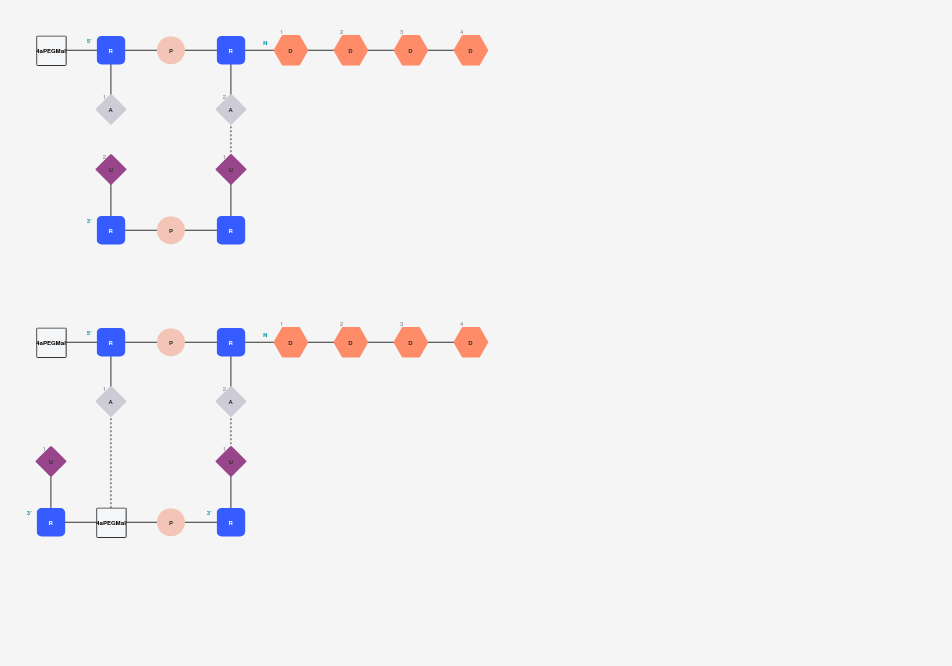 1 2 3 4
5' N
4aPEGMal R P R D D D D
1 2
A A
2 1
U U
3'
R P R
1 2 3 4
5' N
4aPEGMal R P R D D D D
1 2
A A
1 1
U U
3' 3'
R 4aPEGMal P R